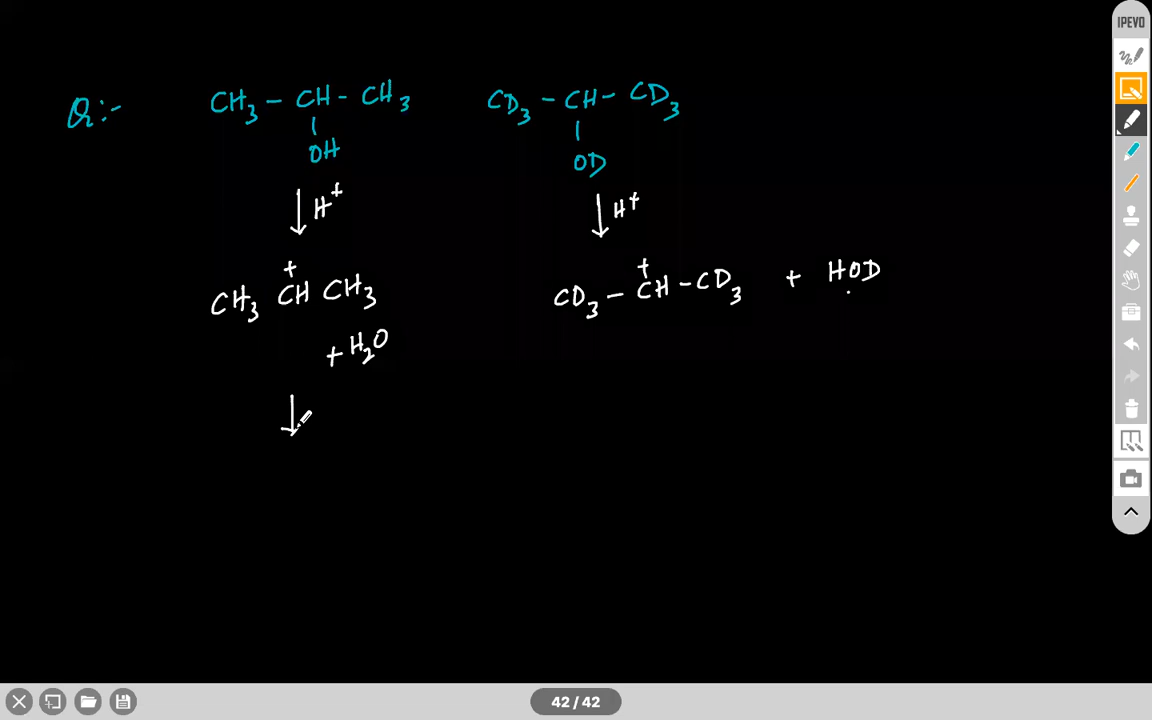 Q:-
CH3 - CH - CH3
OH
↓ H+
+
CH3 CH CH3
+ H2O
↓
CD3 - CH - CD3
OD
↓ H+
+
CD3 - CH - CD3 + HOD
IPEVO
42 / 42